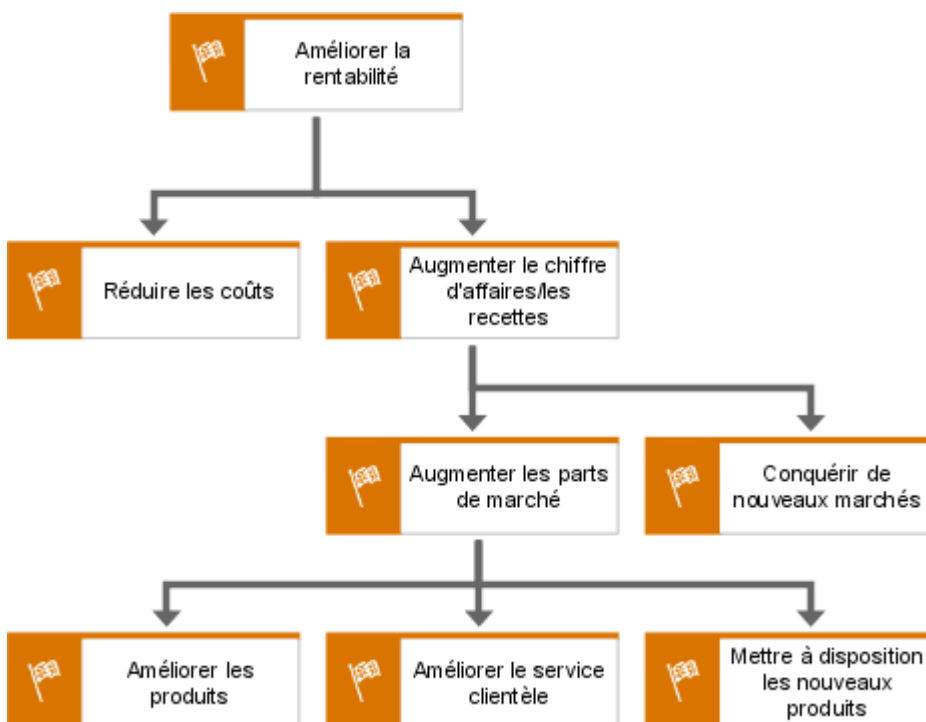 Améliorer la
rentabilité
Réduire les coûts
Augmenter le chiffre
d'affaires/les
recettes
Augmenter les parts
de marché
Conquérir de
nouveaux marchés
Améliorer les
produits
Améliorer le service
clientèle
Mettre à disposition
les nouveaux
produits